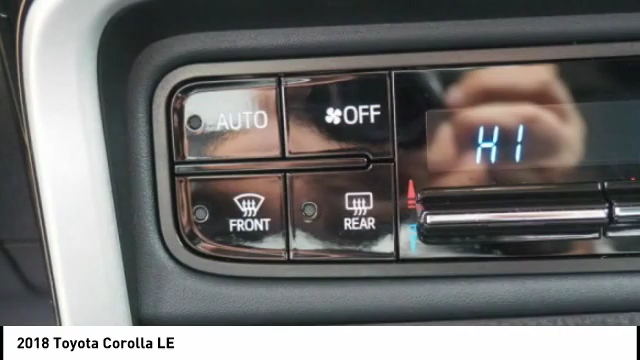 AUTO
OFF
HI
FRONT
REAR
2018 Toyota Corolla LE